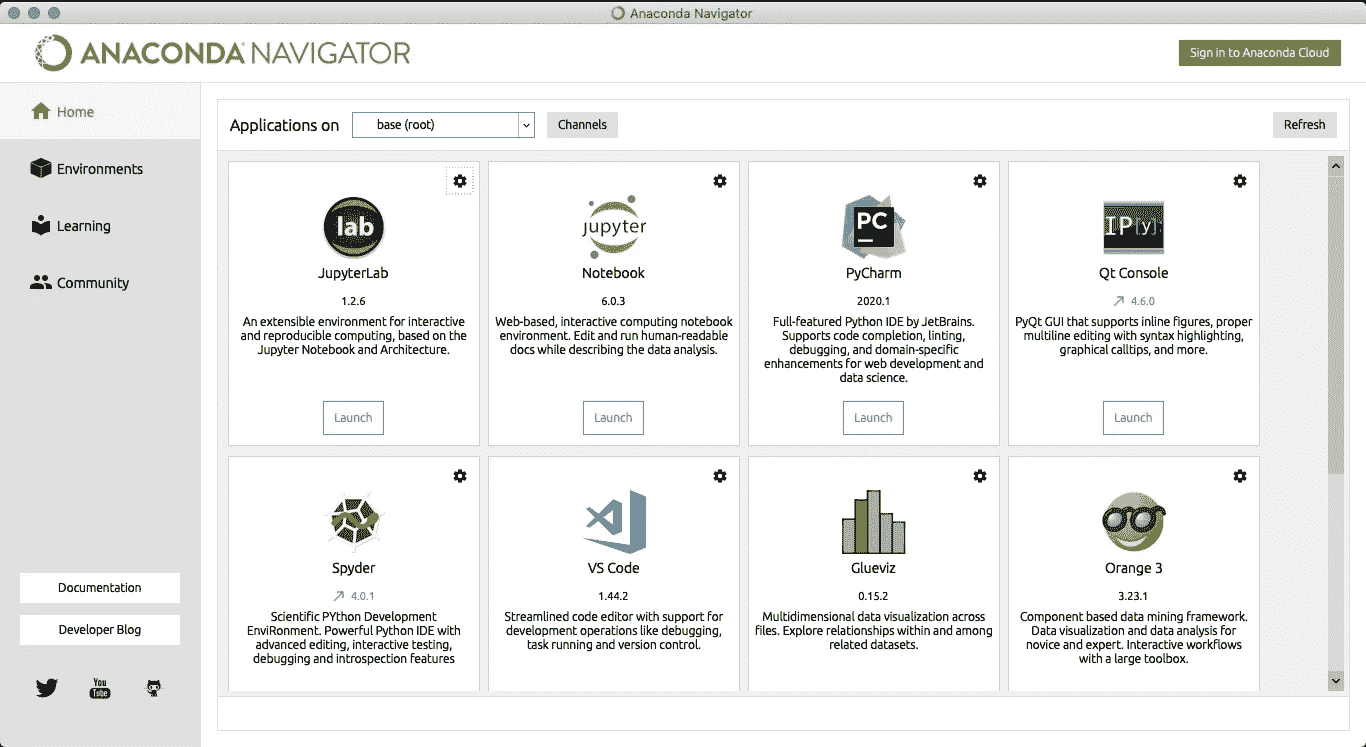 Anaconda Navigator
ANACONDA NAVIGATOR
Sign in to Anaconda Cloud
Home
Environments
Learning
Community
Documentation
Developer Blog
You
Tube
Applications on
base (root)
Channels
Refresh
lab
JupyterLab
1.2.6
An extensible environment for interactive
and reproducible computing, based on the
Jupyter Notebook and Architecture.
Launch
jupyter
Notebook
6.0.3
Web-based, interactive computing notebook
environment. Edit and run human-readable
docs while describing the data analysis.
Launch
PC
PyCharm
2020.1
Full-featured Python IDE by JetBrains.
Supports code completion, linting,
debugging, and domain-specific
enhancements for web development and
data science.
Launch
IP[y]:
Qt Console
4.6.0
PyQt GUI that supports inline figures, proper
multiline editing with syntax highlighting,
graphical calltips, and more.
Launch
Spyder
4.0.1
Scientific PYthon Development
EnviRonment. Powerful Python IDE with
advanced editing, interactive testing,
debugging and introspection features
VS Code
1.44.2
Streamlined code editor with support for
development operations like debugging,
task running and version control.
Glueviz
0.15.2
Multidimensional data visualization across
files. Explore relationships within and among
related datasets.
Orange 3
3.23.1
Component based data mining framework.
Data visualization and data analysis for
novice and expert. Interactive workflows
with a large toolbox.